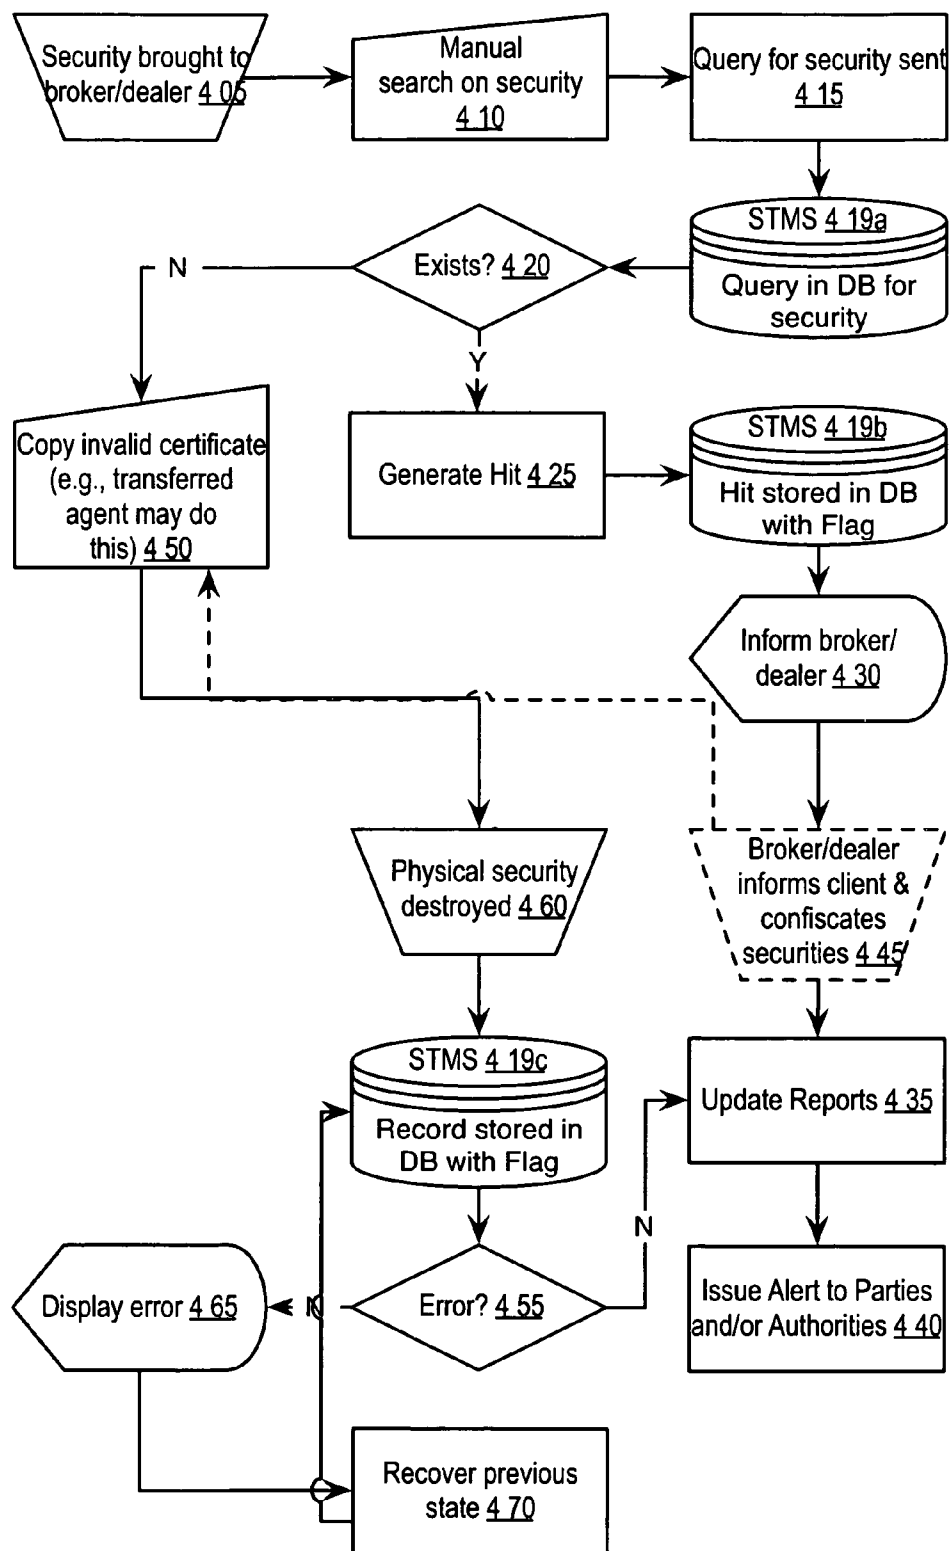 Security brought to
broker/dealer 4 05
Manual
search on security
4 10
Query for security sent
4 15
STMS 4 19a
Query in DB for
security
Exists? 4 20
N
Y
Copy invalid certificate
(e.g., transferred
agent may do
this) 4 50
Generate Hit 4 25
STMS 4 19b
Hit stored in DB
with Flag
Inform broker/
dealer 4 30
Physical security
destroyed 4 60
Broker/dealer
informs client &
confiscates
securities 4 45
STMS 4 19c
Record stored in
DB with Flag
Update Reports 4 35
N
Display error 4 65
Error? 4 55
Issue Alert to Parties
and/or Authorities 4 40
Recover previous
state 4 70